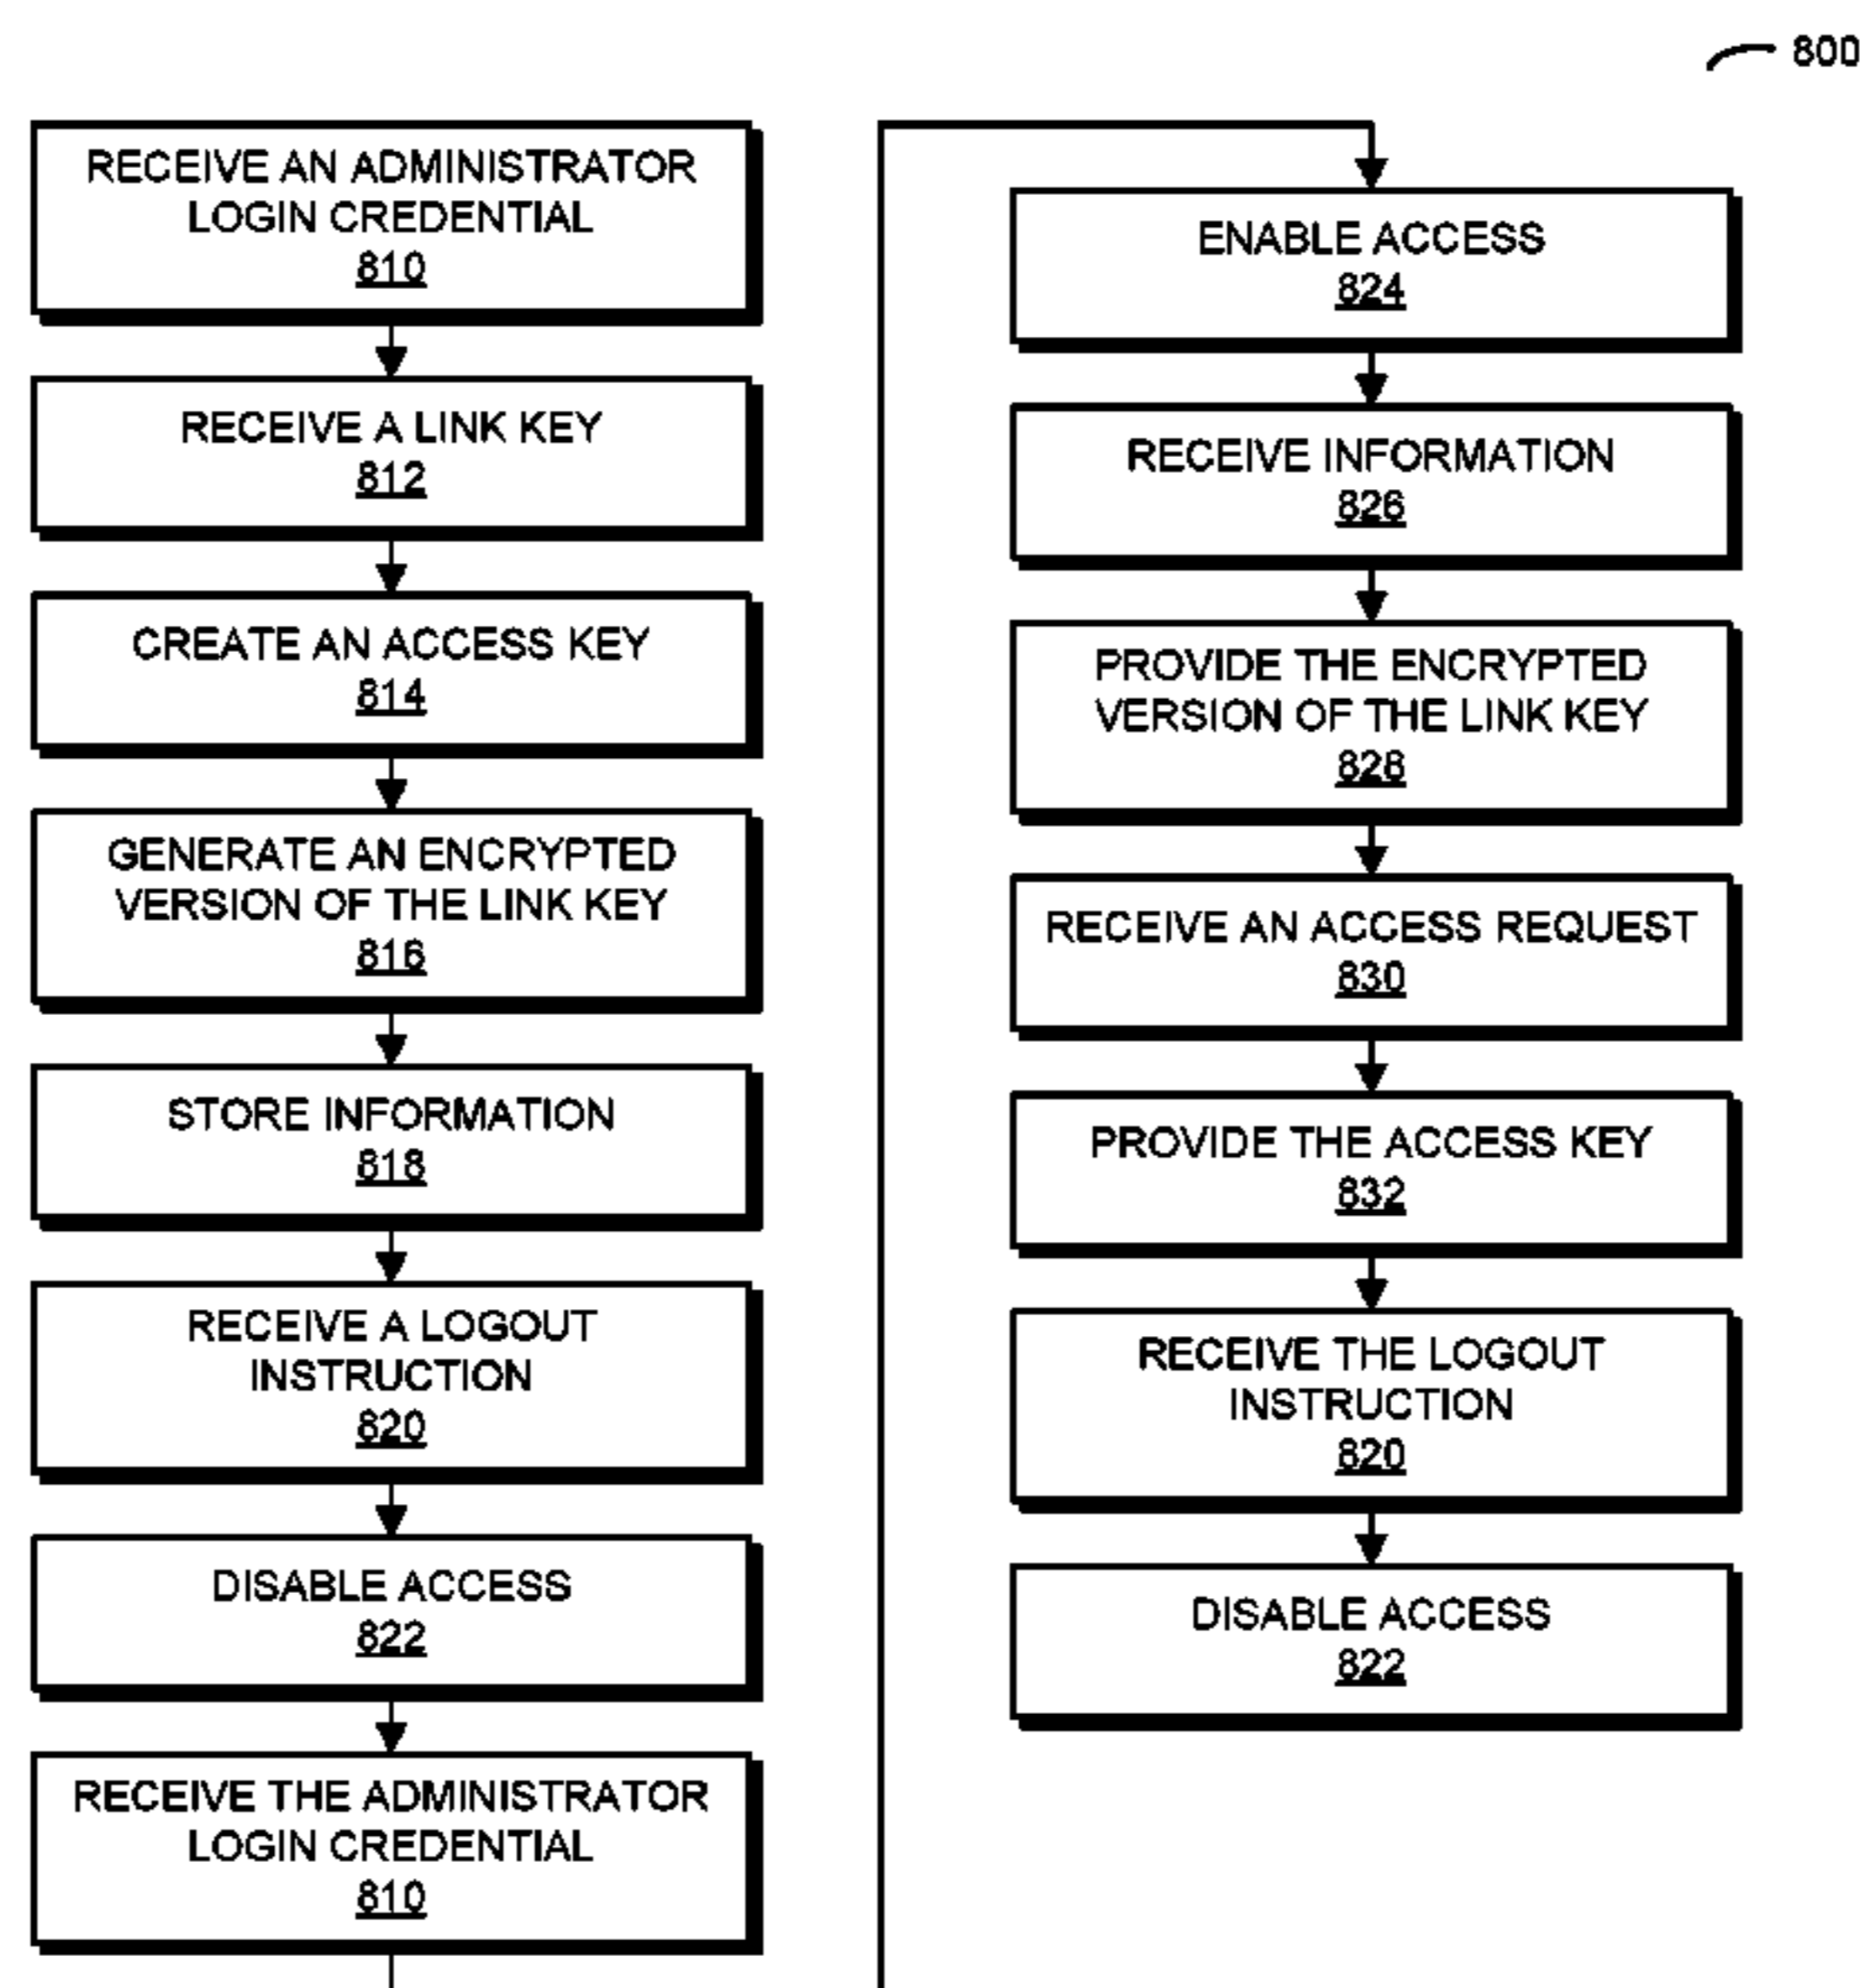 800
RECEIVE AN ADMINISTRATOR
LOGIN CREDENTIAL
810
RECEIVE A LINK KEY
812
CREATE AN ACCESS KEY
814
GENERATE AN ENCRYPTED
VERSION OF THE LINK KEY
816
STORE INFORMATION
818
RECEIVE A LOGOUT
INSTRUCTION
820
DISABLE ACCESS
822
RECEIVE THE ADMINISTRATOR
LOGIN CREDENTIAL
810
ENABLE ACCESS
824
RECEIVE INFORMATION
826
PROVIDE THE ENCRYPTED
VERSION OF THE LINK KEY
828
RECEIVE AN ACCESS REQUEST
830
PROVIDE THE ACCESS KEY
832
RECEIVE THE LOGOUT
INSTRUCTION
820
DISABLE ACCESS
822